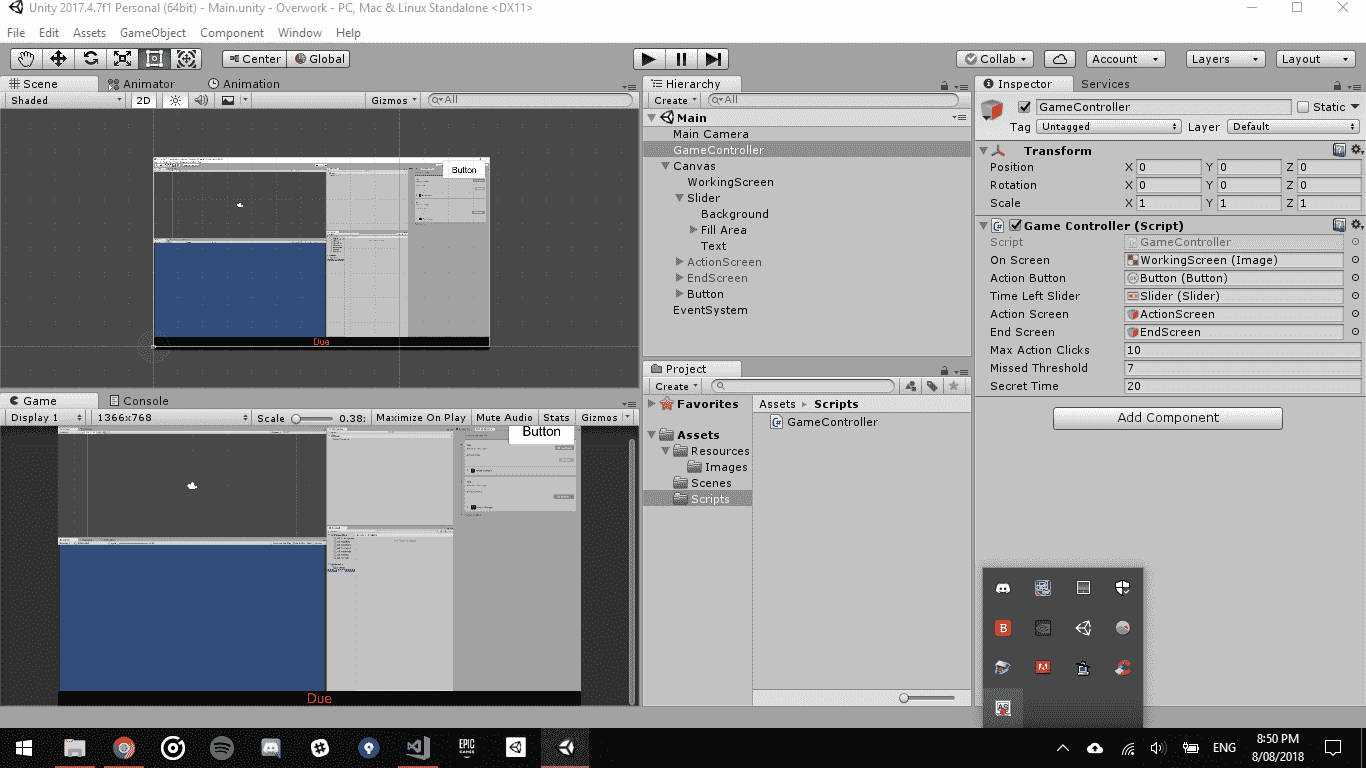 Unity 2017.4.7f1 Personal (64bit) - Main.unity - Overwork - PC, Mac & Linux Standalone <DX11>
File Edit Assets GameObject Component Window Help
Center Global Collab Account Layers Layout
Scene Animator Animation
Shaded 2D Gizmos All
Button
Due
Game Console
Display 1 1366x768 Scale 0.38: Maximize On Play Mute Audio Stats Gizmos
Button
Due
Hierarchy
Create All
Main
Main Camera
GameController
Canvas
WorkingScreen
Slider
Background
Fill Area
Text
ActionScreen
EndScreen
Button
EventSystem
Project
Create
Favorites
Assets
Resources
Images
Scenes
Scripts
Assets Scripts
GameController
Inspector Services
GameController Static
Tag Untagged Layer Default
Transform
Position X 0 Y 0 Z 0
Rotation X 0 Y 0 Z 0
Scale X 1 Y 1 Z 1
Game Controller (Script)
Script GameController
On Screen WorkingScreen (Image)
Action Button Button (Button)
Time Left Slider Slider (Slider)
Action Screen ActionScreen
End Screen EndScreen
Max Action Clicks 10
Missed Threshold 7
Secret Time 20
Add Component
EPIC
GAMES
ENG
8:50 PM
8/08/2018